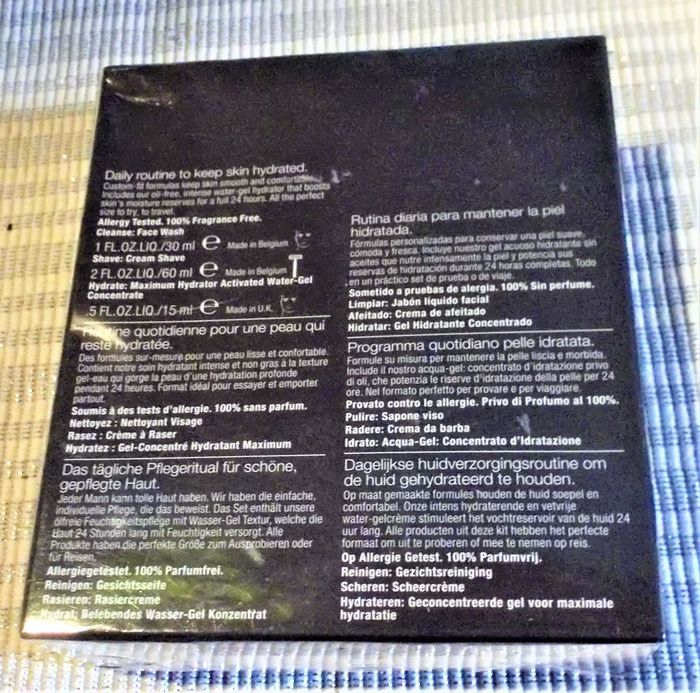 Daily routine to keep skin hydrated.
Custom-fit formulas keep skin smooth and comfortable.
Includes our oil-free, intense water-gel hydrator that boosts
skin's moisture reserves for a full 24 hours. All the perfect
size to try, to travel.
Allergy Tested. 100% Fragrance Free.
Cleanse: Face Wash
1 FL.OZ.LIQ./30 ml ℮ Made in Belgium
Shave: Cream Shave
2 FL.OZ.LIQ./60 ml ℮ Made in Belgium
Hydrate: Maximum Hydrator Activated Water-Gel
Concentrate
.5 FL.OZ.LIQ./15 ml ℮ Made in U.K.
Routine quotidienne pour une peau qui
reste hydratée.
Des formules sur-mesure pour une peau lisse et confortable.
Contient notre soin hydratant intense et non gras à la texture
gel-eau qui gorge la peau d'une hydratation profonde
pendant 24 heures. Format idéal pour essayer et emporter
partout.
Soumis à des tests d'allergie. 100% sans parfum.
Nettoyez : Nettoyant Visage
Rasez : Crème à Raser
Hydratez : Gel-Concentré Hydratant Maximum
Das tägliche Pflegeritual für schöne,
gepflegte Haut.
Jeder Mann kann tolle Haut haben. Wir haben die einfache,
individuelle Pflege, die das beweist. Das Set enthält unsere
ölfreie Feuchtigkeitspflege mit Wasser-Gel Textur, welche die
Haut 24 Stunden lang mit Feuchtigkeit versorgt. Alle
Produkte haben die perfekte Größe zum Ausprobieren oder
für Reisen.
Allergiegetestet. 100% Parfumfrei.
Reinigen: Gesichtsseife
Rasieren: Rasiercreme
Hydrat: Belebendes Wasser-Gel Konzentrat
Rutina diaria para mantener la piel
hidratada.
Fórmulas personalizadas para conservar una piel suave,
cómoda y fresca. Incluye nuestro gel acuoso hidratante sin
aceites que nutre intensamente la piel y potencia sus
reservas de hidratación durante 24 horas completas. Todo
en un práctico set de prueba o de viaje.
Sometido a pruebas de alergia. 100% Sin perfume.
Limpiar: Jabón líquido facial
Afeitado: Crema de afeitado
Hidratar: Gel Hidratante Concentrado
Programma quotidiano pelle idratata.
Formule su misura per mantenere la pelle liscia e morbida.
Include il nostro acqua-gel: concentrato d'idratazione privo
di oli, che potenzia le riserve d'idratazione della pelle per 24
ore. Nel formato perfetto per provare e per viaggiare.
Provato contro le allergie. Privo di Profumo al 100%.
Pulire: Sapone viso
Radere: Crema da barba
Idrato: Acqua-Gel: Concentrato d'Idratazione
Dagelijkse huidverzorgingsroutine om
de huid gehydrateerd te houden.
Op maat gemaakte formules houden de huid soepel en
comfortabel. Onze intens hydraterende en vetvrije
water-gelcrème stimuleert het vochtreservoir van de huid 24
uur lang. Alle producten uit deze kit hebben het perfecte
formaat om uit te proberen of mee te nemen op reis.
Op Allergie Getest. 100% Parfumvrij.
Reinigen: Gezichtsreiniging
Scheren: Scheercrème
Hydrateren: Geconcentreerde gel voor maximale
hydratatie